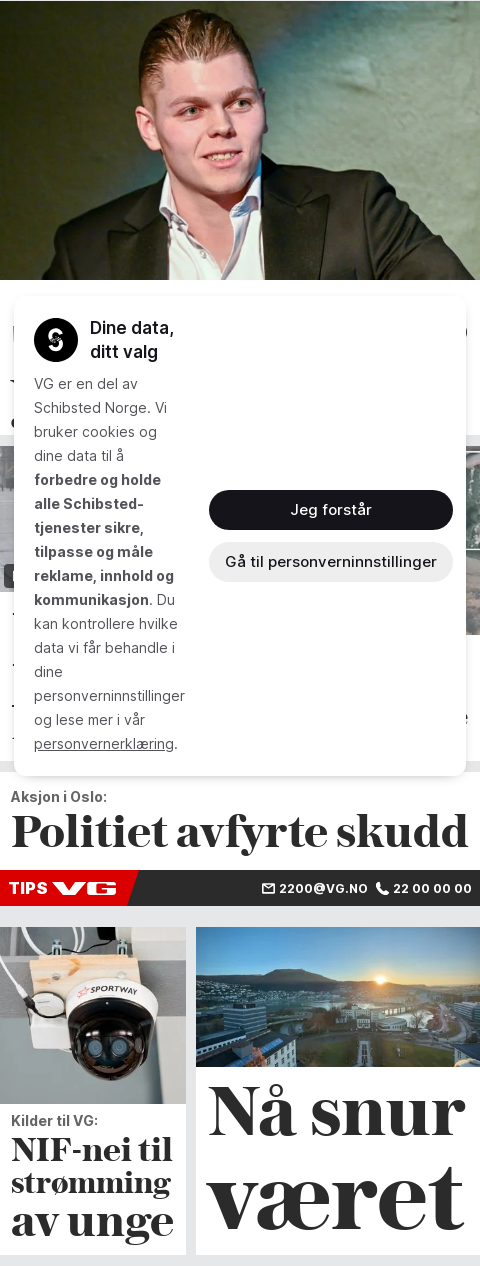 Dine data,
ditt valg
VG er en del av
Schibsted Norge. Vi
bruker cookies og
dine data til å
forbedre og holde
alle Schibsted-
tjenester sikre,
tilpasse og måle
reklame, innhold og
kommunikasjon. Du
kan kontrollere hvilke
data vi får behandle i
dine
personverninnstillinger
og lese mer i vår
personvernerklæring.
Jeg forstår
Gå til personverninnstillinger
Aksjon i Oslo:
Politiet avfyrte skudd
TIPS VG 2200@VG.NO 22 00 00 00
SPORTWAY
Kilder til VG:
NIF-nei til
strømming
av unge
Nå snur
været